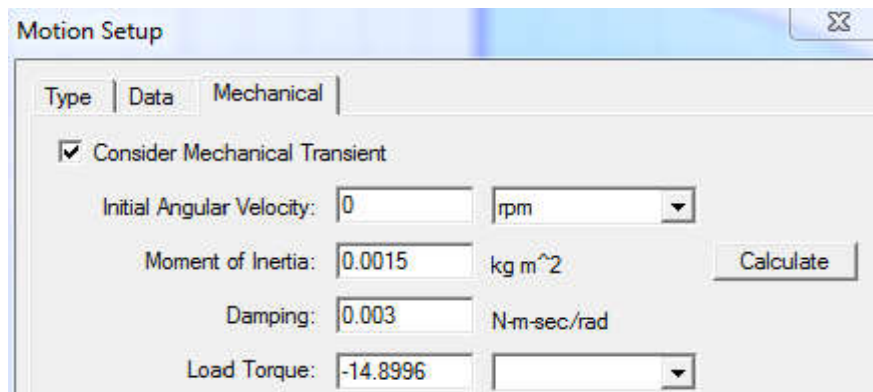 Motion Setup
Type Data Mechanical
Consider Mechanical Transient
Initial Angular Velocity: 0 rpm
Moment of Inertia: 0.0015 kg m^2 Calculate
Damping: 0.003 N-m-sec/rad
Load Torque: -14.8996